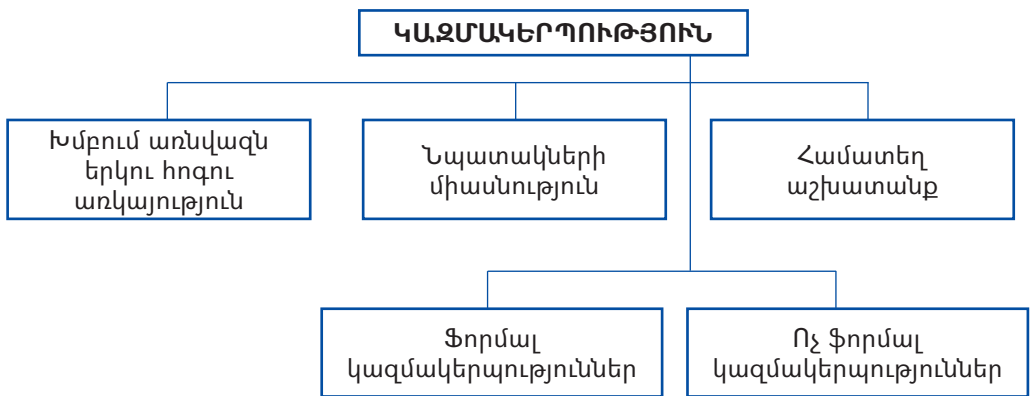 ԿԱԶՄԱԿԵՐՊՈՒԹՅՈՒՆ
Խմբում առնվազն
երկու հոգու
առկայություն
Նպատակների
միասնություն
Համատեղ
աշխատանք
Ֆորմալ
կազմակերպություններ
Ոչ ֆորմալ
կազմակերպություններ